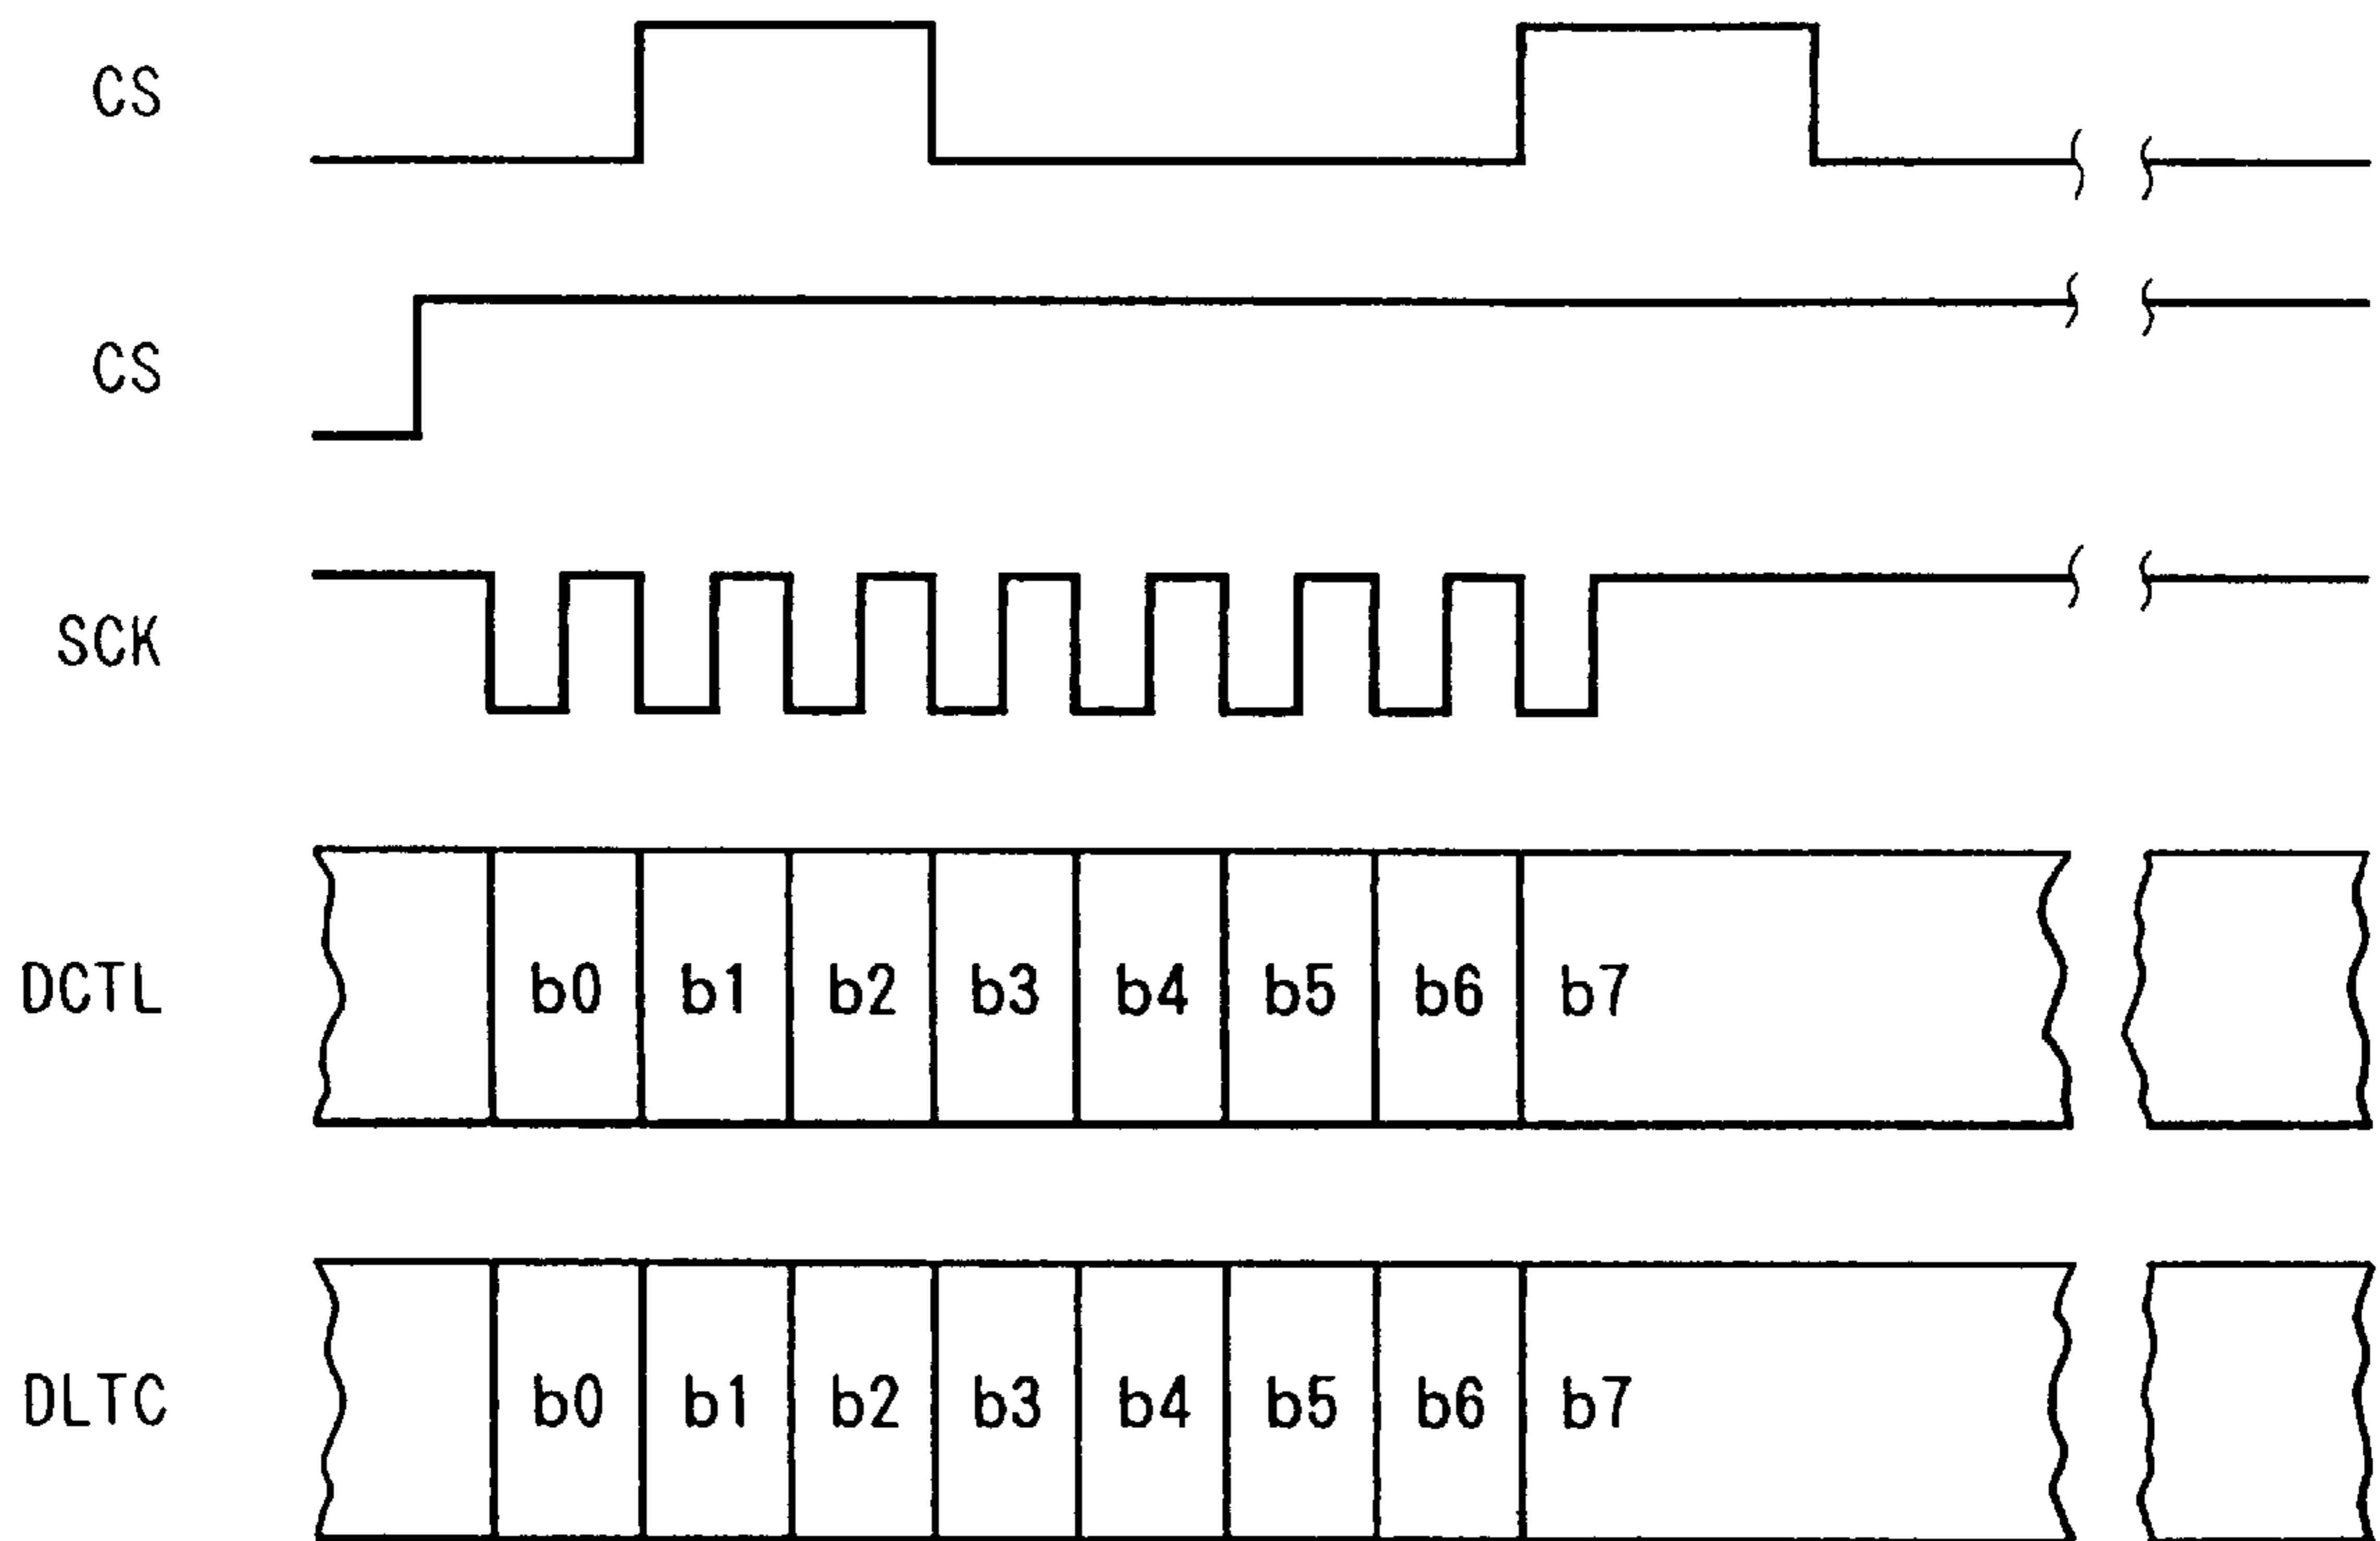 CS
CS
SCK
DCTL b0 b1 b2 b3 b4 b5 b6 b7
DLTC b0 b1 b2 b3 b4 b5 b6 b7